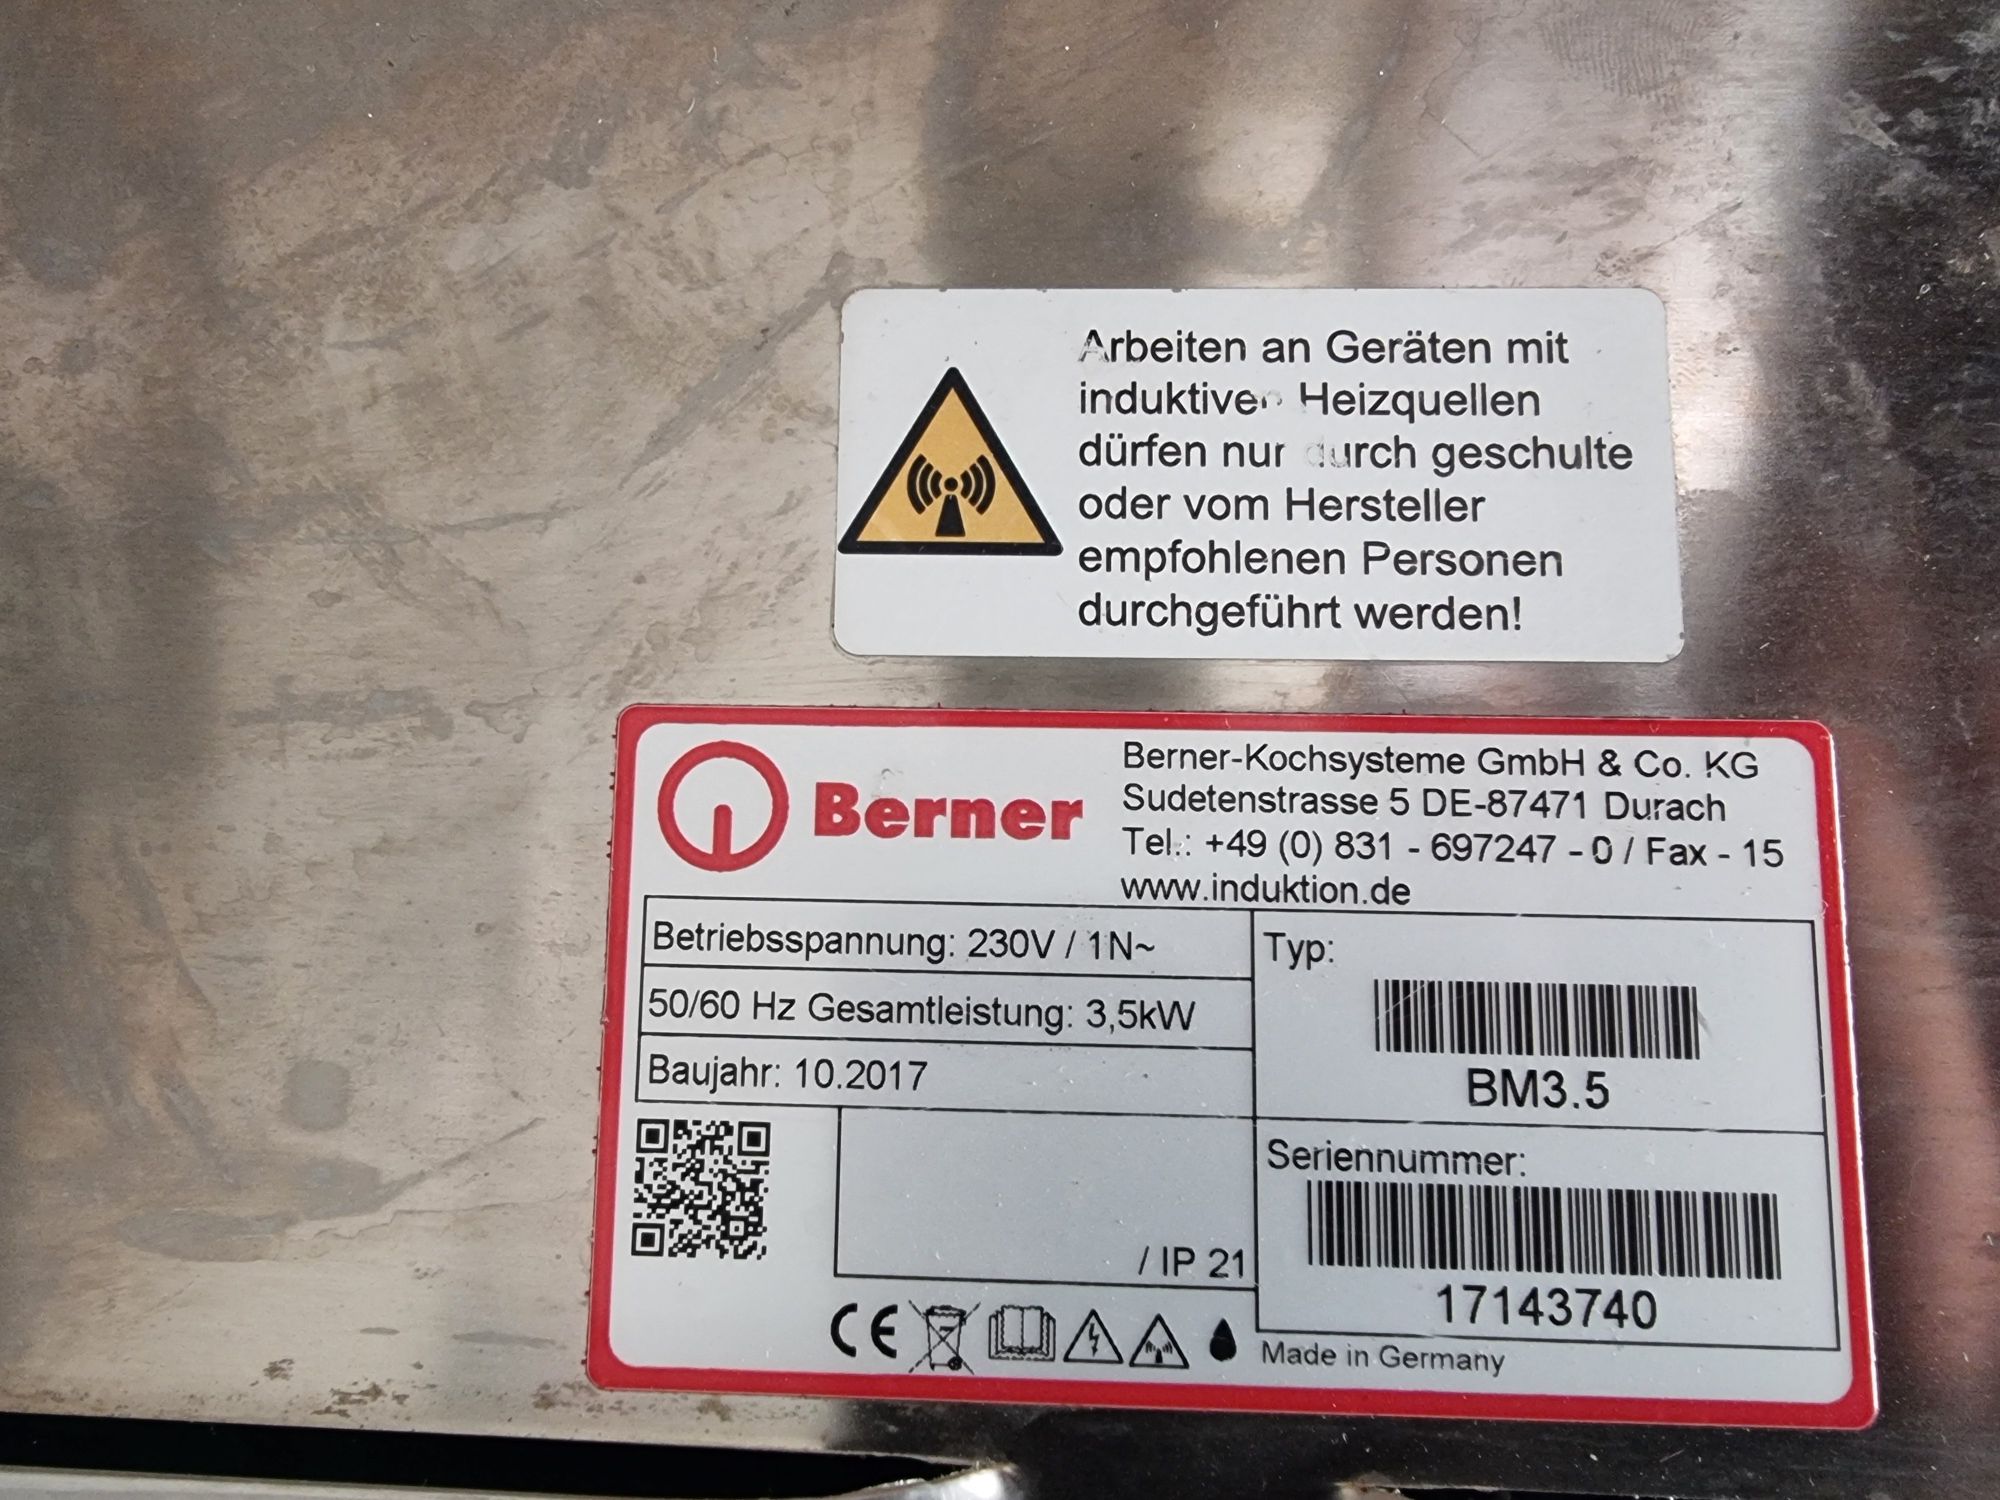 Arbeiten an Geräten mit
induktiven Heizquellen
dürfen nur durch geschulte
oder vom Hersteller
empfohlenen Personen
durchgeführt werden!
Berner
Berner-Kochsysteme GmbH & Co. KG
Sudetenstrasse 5 DE-87471 Durach
Tel.: +49 (0) 831 - 697247 - 0 / Fax - 15
www.induktion.de
Betriebsspannung: 230V / 1N~
50/60 Hz Gesamtleistung: 3,5kW
Baujahr: 10.2017
Typ:
BM3.5
/ IP 21
Seriennummer:
17143740
CE
Made in Germany